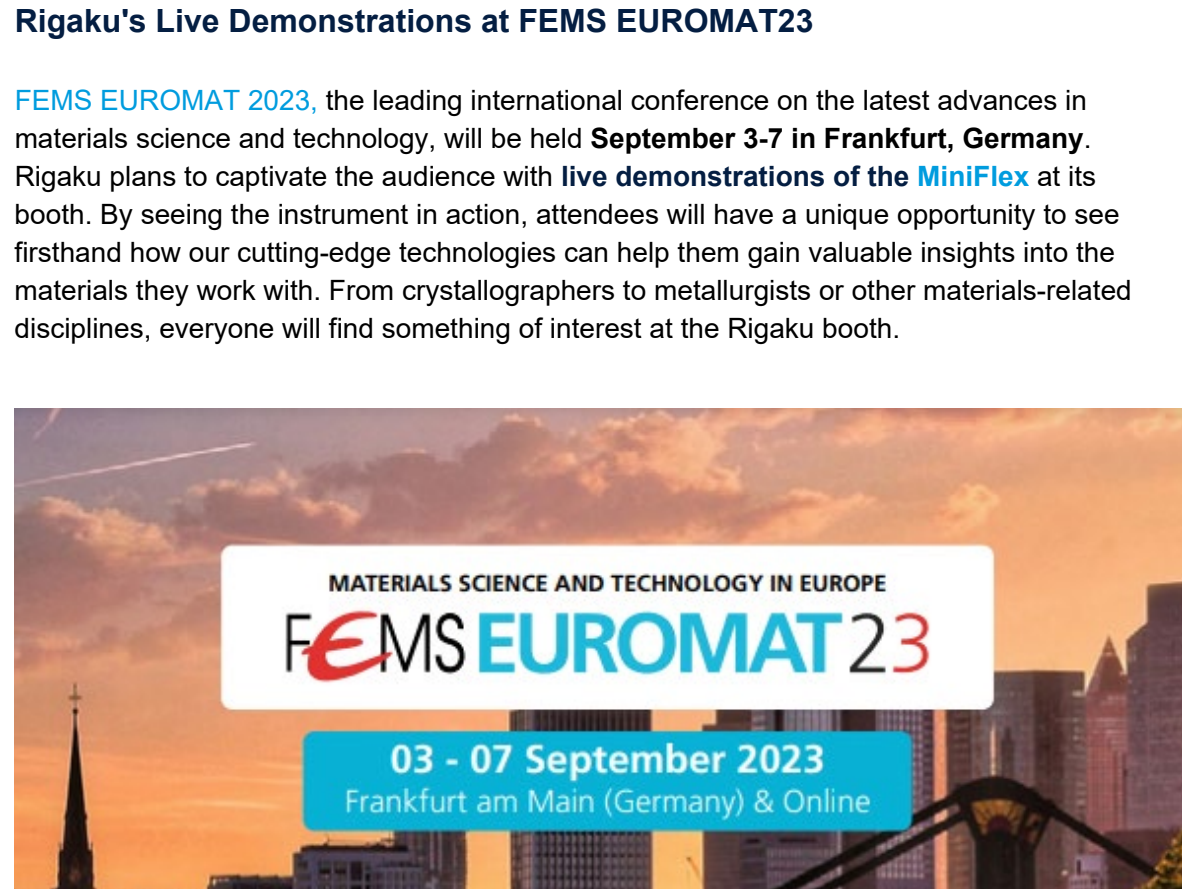 Rigaku's Live Demonstrations at FEMS EUROMAT23
FEMS EUROMAT 2023, the leading international conference on the latest advances in
materials science and technology, will be held September 3-7 in Frankfurt, Germany.
Rigaku plans to captivate the audience with live demonstrations of the MiniFlex at its
booth. By seeing the instrument in action, attendees will have a unique opportunity to see
firsthand how our cutting-edge technologies can help them gain valuable insights into the
materials they work with. From crystallographers to metallurgists or other materials-related
disciplines, everyone will find something of interest at the Rigaku booth.
MATERIALS SCIENCE AND TECHNOLOGY IN EUROPE
FEMS EUROMAT 23
03 - 07 September 2023
Frankfurt am Main (Germany) & Online